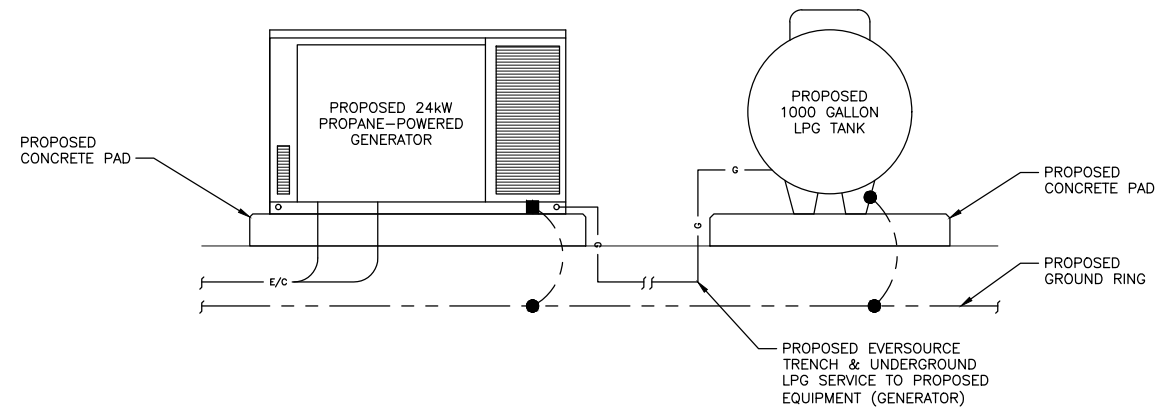 PROPOSED 24kW
PROPANE-POWERED
GENERATOR
PROPOSED
1000 GALLON
LPG TANK
PROPOSED
CONCRETE PAD
PROPOSED
CONCRETE PAD
G
G
G
E/C
PROPOSED
GROUND RING
PROPOSED EVERSOURCE
TRENCH & UNDERGROUND
LPG SERVICE TO PROPOSED
EQUIPMENT (GENERATOR)